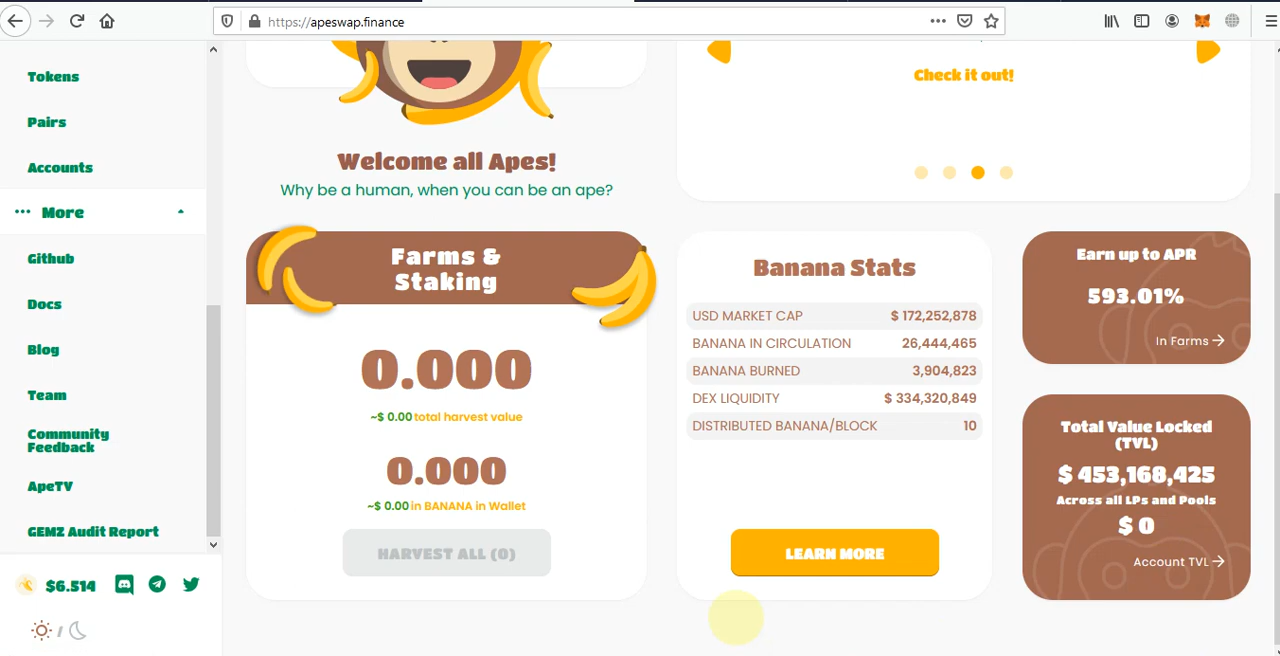 https://apeswap.finance
Tokens
Pairs
Accounts
More
Github
Docs
Blog
Team
Community
Feedback
ApeTV
GEMZ Audit Report
$6.514
/
Check it out!
Welcome all Apes!
Why be a human, when you can be an ape?
Farms &
Staking
0.000
~$ 0.00 total harvest value
0.000
~$ 0.00 in BANANA in Wallet
HARVEST ALL (0)
Banana Stats
USD MARKET CAP $ 172,252,878
BANANA IN CIRCULATION 26,444,465
BANANA BURNED 3,904,823
DEX LIQUIDITY $ 334,320,849
DISTRIBUTED BANANA/BLOCK 10
LEARN MORE
Earn up to APR
593.01%
In Farms
Total Value Locked
(TVL)
$ 453,168,425
Across all LPs and Pools
$ 0
Account TVL